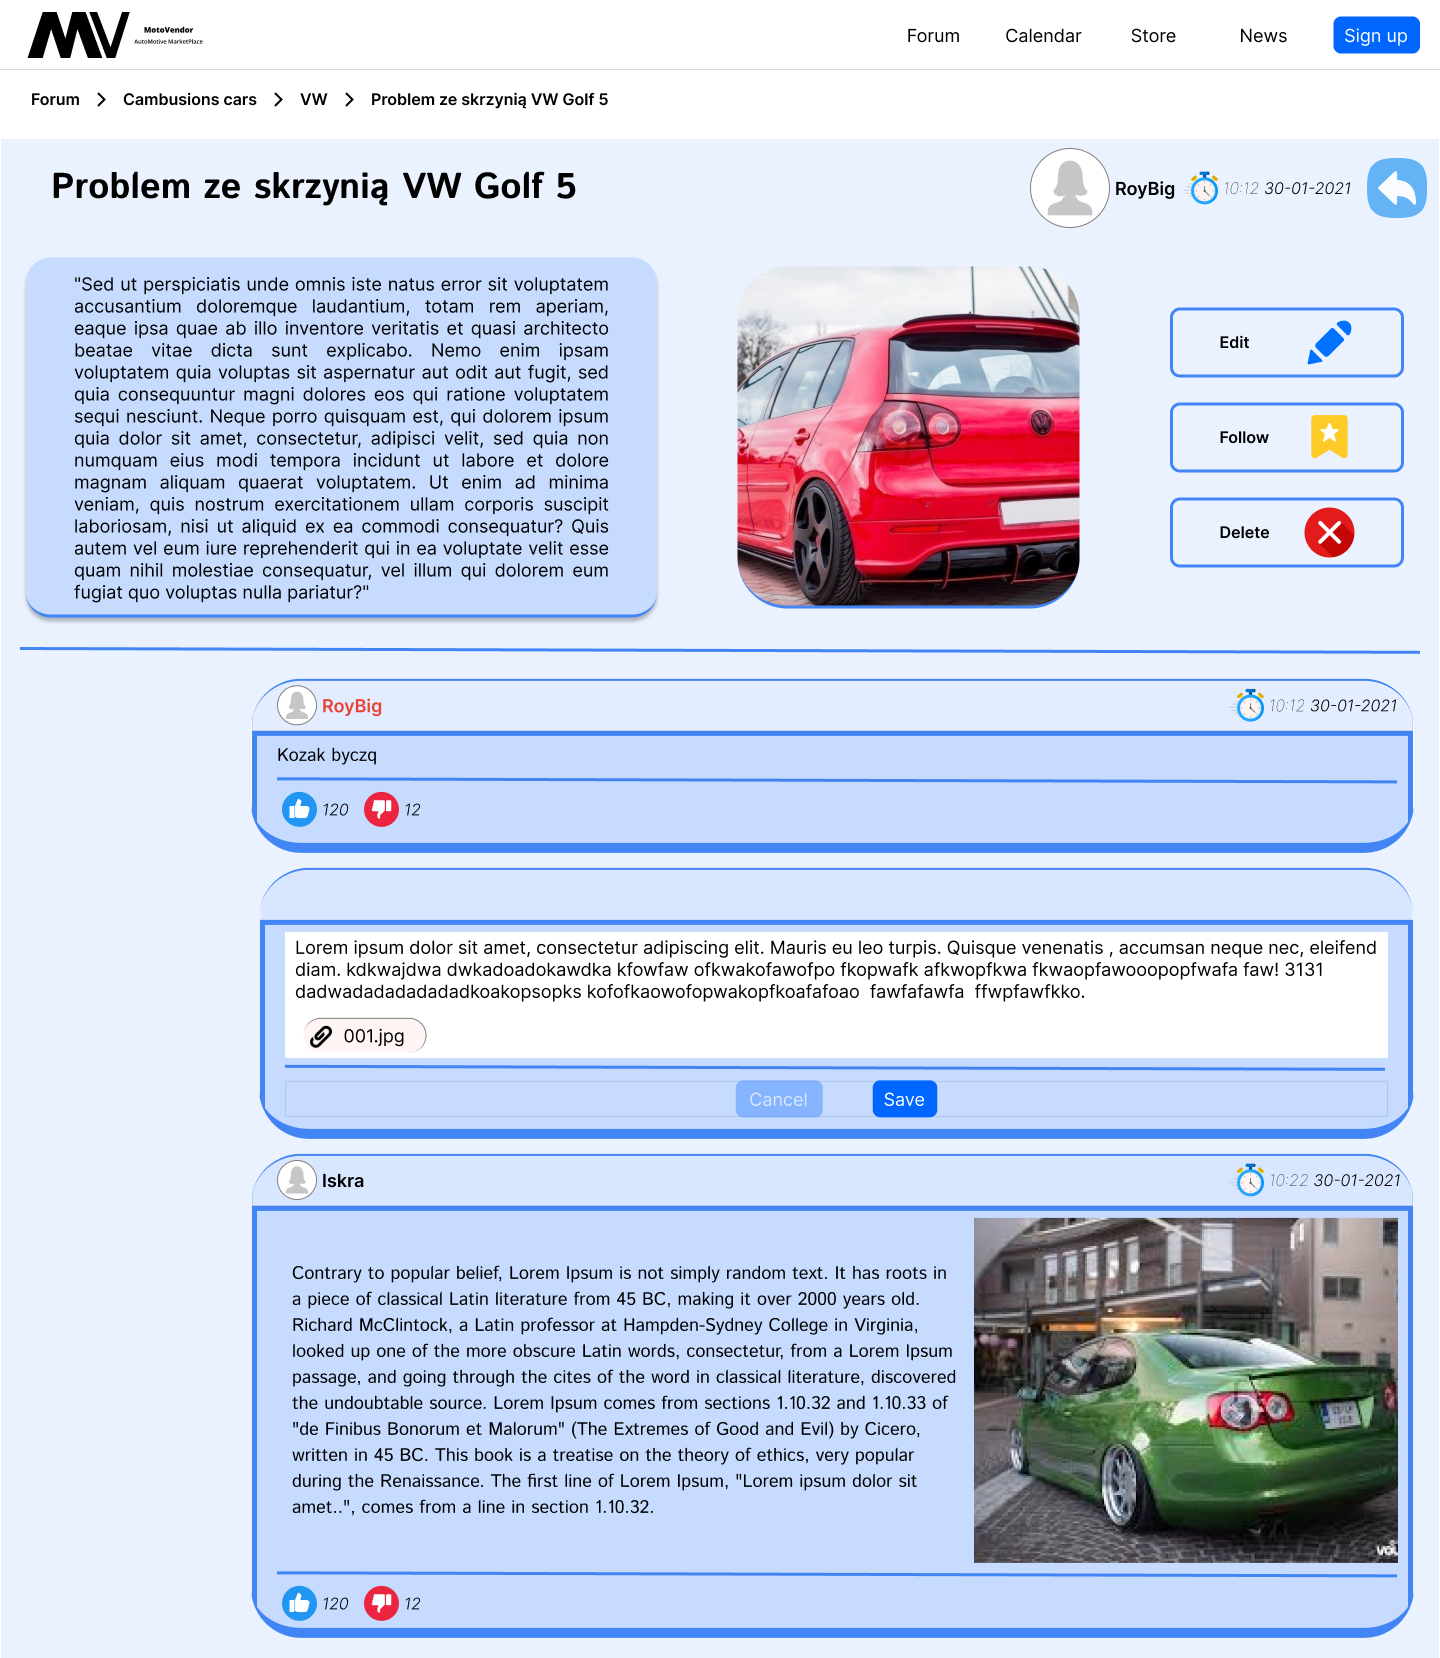 MotoVendor
AutoMotive MarketPlace
Forum
Calendar
Store
News
Sign up
Forum > Cambusions cars > VW > Problem ze skrzynią VW Golf 5
Problem ze skrzynią VW Golf 5
RoyBig
10:12 30-01-2021
"Sed ut perspiciatis unde omnis iste natus error sit voluptatem
accusantium doloremque laudantium, totam rem aperiam,
eaque ipsa quae ab illo inventore veritatis et quasi architecto
beatae vitae dicta sunt explicabo. Nemo enim ipsam
voluptatem quia voluptas sit aspernatur aut odit aut fugit, sed
quia consequuntur magni dolores eos qui ratione voluptatem
sequi nesciunt. Neque porro quisquam est, qui dolorem ipsum
quia dolor sit amet, consectetur, adipisci velit, sed quia non
numquam eius modi tempora incidunt ut labore et dolore
magnam aliquam quaerat voluptatem. Ut enim ad minima
veniam, quis nostrum exercitationem ullam corporis suscipit
laboriosam, nisi ut aliquid ex ea commodi consequatur? Quis
autem vel eum iure reprehenderit qui in ea voluptate velit esse
quam nihil molestiae consequatur, vel illum qui dolorem eum
fugiat quo voluptas nulla pariatur?"
Edit
Follow
Delete
RoyBig
10:12 30-01-2021
Kozak byczq
120
12
Lorem ipsum dolor sit amet, consectetur adipiscing elit. Mauris eu leo turpis. Quisque venenatis , accumsan neque nec, eleifend
diam. kdkwajdwa dwkadoadokawdka kfowfaw ofkwakofawofpo fkopwafk afkwopfkwa fkwaopfawooopopfwafa faw! 3131
dadwadadadadadadkoakopsopks kofofkaowofopwakopfkoafafoao  fawfafawfa  ffwpfawfkko.
001.jpg
Cancel
Save
Iskra
10:22 30-01-2021
Contrary to popular belief, Lorem Ipsum is not simply random text. It has roots in
a piece of classical Latin literature from 45 BC, making it over 2000 years old.
Richard McClintock, a Latin professor at Hampden-Sydney College in Virginia,
looked up one of the more obscure Latin words, consectetur, from a Lorem Ipsum
passage, and going through the cites of the word in classical literature, discovered
the undoubtable source. Lorem Ipsum comes from sections 1.10.32 and 1.10.33 of
"de Finibus Bonorum et Malorum" (The Extremes of Good and Evil) by Cicero,
written in 45 BC. This book is a treatise on the theory of ethics, very popular
during the Renaissance. The first line of Lorem Ipsum, "Lorem ipsum dolor sit
amet..", comes from a line in section 1.10.32.
120
12